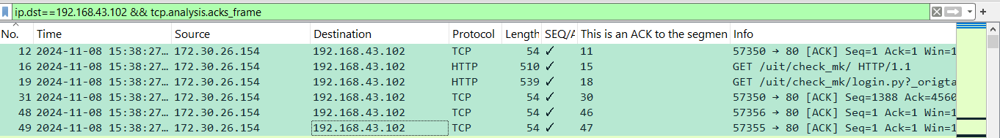 ip.dst==192.168.43.102 && tcp.analysis.acks_frame
No. Time Source Destination Protocol Length SEQ/A This is an ACK to the segmen Info
12 2024-11-08 15:38:27… 172.30.26.154 192.168.43.102 TCP 54 ✓ 11 57350 → 80 [ACK] Seq=1 Ack=1 Win=1
16 2024-11-08 15:38:27… 172.30.26.154 192.168.43.102 HTTP 510 ✓ 15 GET /uit/check_mk/ HTTP/1.1
19 2024-11-08 15:38:27… 172.30.26.154 192.168.43.102 HTTP 539 ✓ 18 GET /uit/check_mk/login.py?_origta
31 2024-11-08 15:38:27… 172.30.26.154 192.168.43.102 TCP 54 ✓ 30 57350 → 80 [ACK] Seq=1388 Ack=4560
48 2024-11-08 15:38:27… 172.30.26.154 192.168.43.102 TCP 54 ✓ 46 57356 → 80 [ACK] Seq=1 Ack=1 Win=1
49 2024-11-08 15:38:27… 172.30.26.154 192.168.43.102 TCP 54 ✓ 47 57355 → 80 [ACK] Seq=1 Ack=1 Win=1